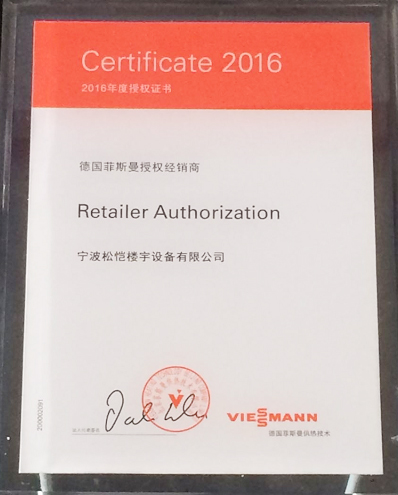 Certificate 2016
2016年度授权证书
德国菲斯曼授权经销商
Retailer Authorization
宁波松恺楼宇设备有限公司
VIESSMANN
德国菲斯曼供热技术